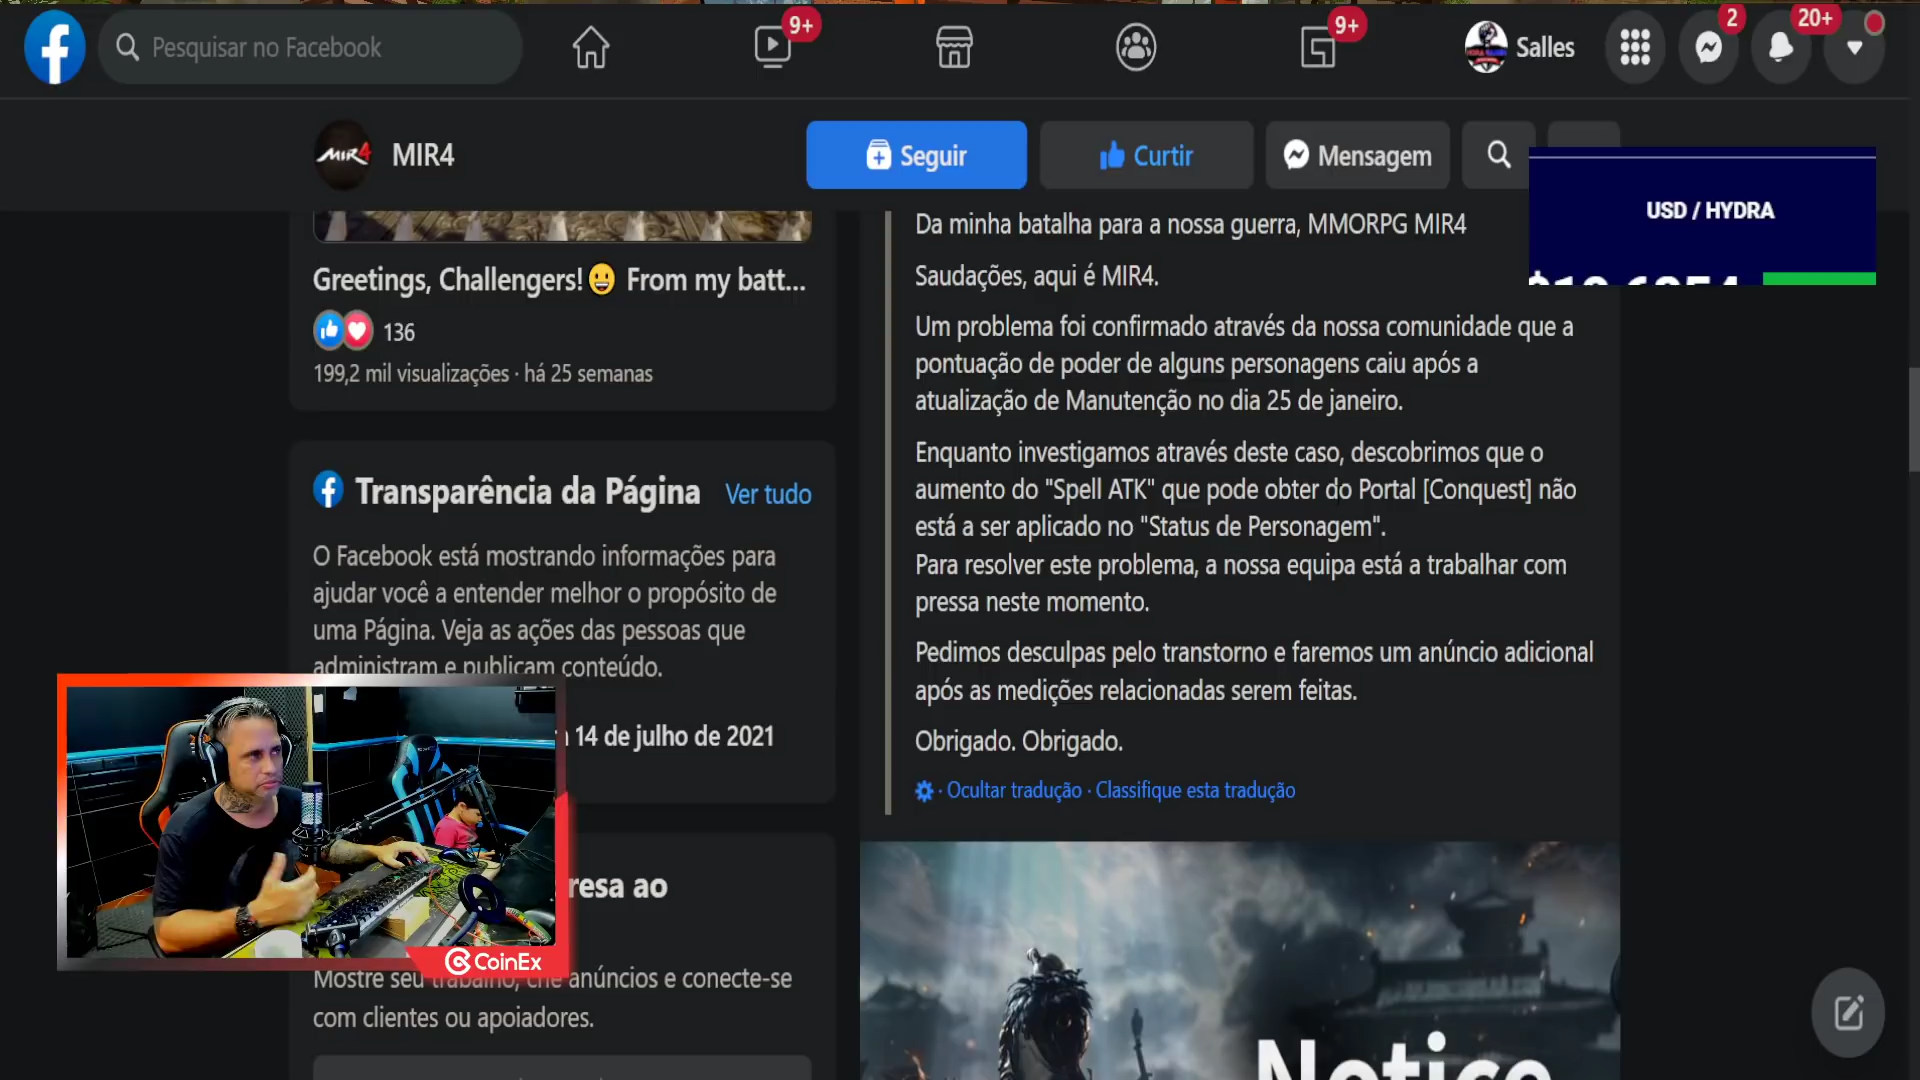 Pesquisar no Facebook
9+
9+
Salles
2
20+
MIR4
MIR4
Seguir
Curtir
Mensagem
USD / HYDRA
Greetings, Challengers!😀 From my batt...
136
199,2 mil visualizações · há 25 semanas
Transparência da Página
Ver tudo
O Facebook está mostrando informações para
ajudar você a entender melhor o propósito de
uma Página. Veja as ações das pessoas que
administram e publicam conteúdo.
14 de julho de 2021
resa ao
Mostre seu trabalho, crie anúncios e conecte-se
com clientes ou apoiadores.
CoinEx
Da minha batalha para a nossa guerra, MMORPG MIR4
Saudações, aqui é MIR4.
Um problema foi confirmado através da nossa comunidade que a
pontuação de poder de alguns personagens caiu após a
atualização de Manutenção no dia 25 de janeiro.
Enquanto investigamos através deste caso, descobrimos que o
aumento do "Spell ATK" que pode obter do Portal [Conquest] não
está a ser aplicado no "Status de Personagem".
Para resolver este problema, a nossa equipa está a trabalhar com
pressa neste momento.
Pedimos desculpas pelo transtorno e faremos um anúncio adicional
após as medições relacionadas serem feitas.
Obrigado. Obrigado.
· Ocultar tradução · Classifique esta tradução
Notice